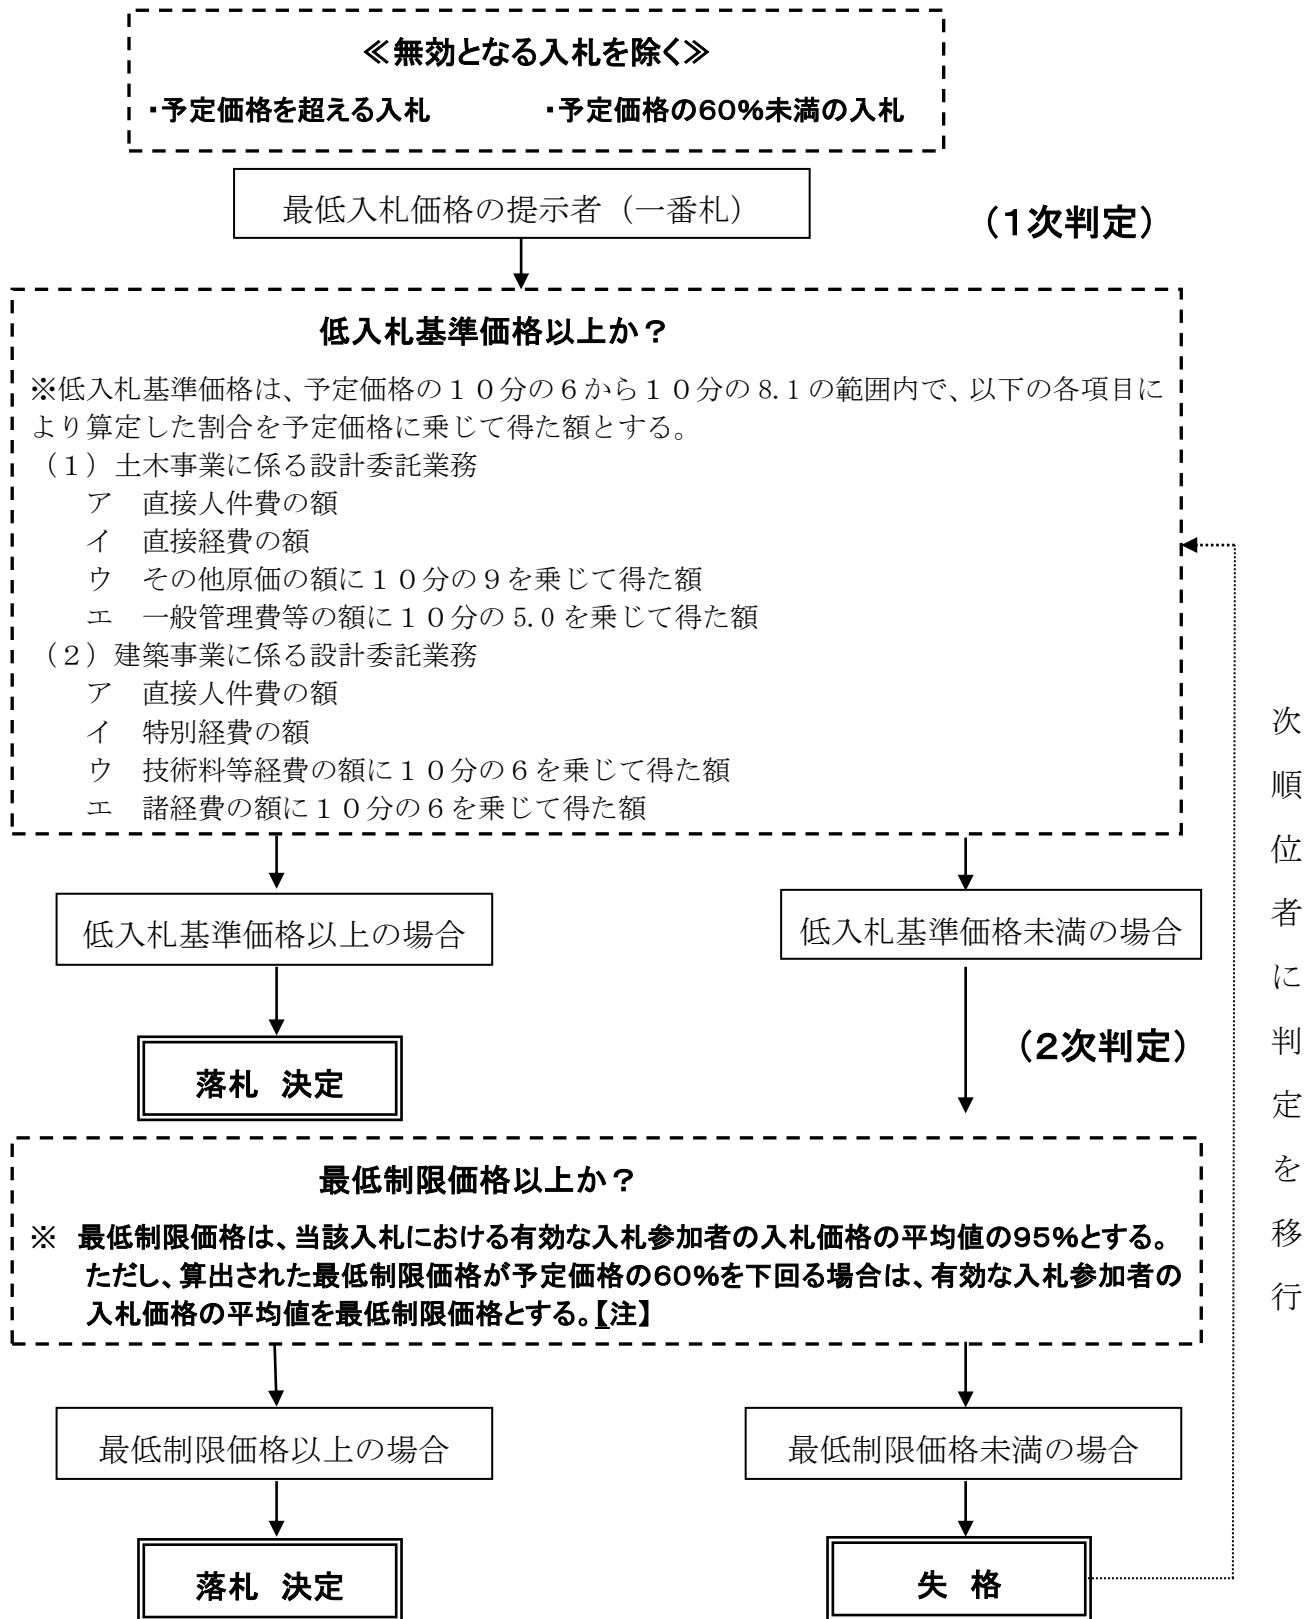 ≪無効となる入札を除く≫
・予定価格を超える入札　　　　・予定価格の60%未満の入札
最低入札価格の提示者（一番札）
（1次判定）
低入札基準価格以上か？
※低入札基準価格は、予定価格の１０分の６から１０分の 8.1 の範囲内で、以下の各項目に
より算定した割合を予定価格に乗じて得た額とする。
（１）土木事業に係る設計委託業務
ア　直接人件費の額
イ　直接経費の額
ウ　その他原価の額に１０分の９を乗じて得た額
エ　一般管理費等の額に１０分の 5.0 を乗じて得た額
（２）建築事業に係る設計委託業務
ア　直接人件費の額
イ　特別経費の額
ウ　技術料等経費の額に１０分の６を乗じて得た額
エ　諸経費の額に１０分の６を乗じて得た額
低入札基準価格以上の場合
低入札基準価格未満の場合
落札　決定
（2次判定）
最低制限価格以上か？
※　最低制限価格は、当該入札における有効な入札参加者の入札価格の平均値の95%とする。
ただし、算出された最低制限価格が予定価格の60%を下回る場合は、有効な入札参加者の
入札価格の平均値を最低制限価格とする。【注】
最低制限価格以上の場合
最低制限価格未満の場合
落札　決定
失　格
次順位者に判定を移行